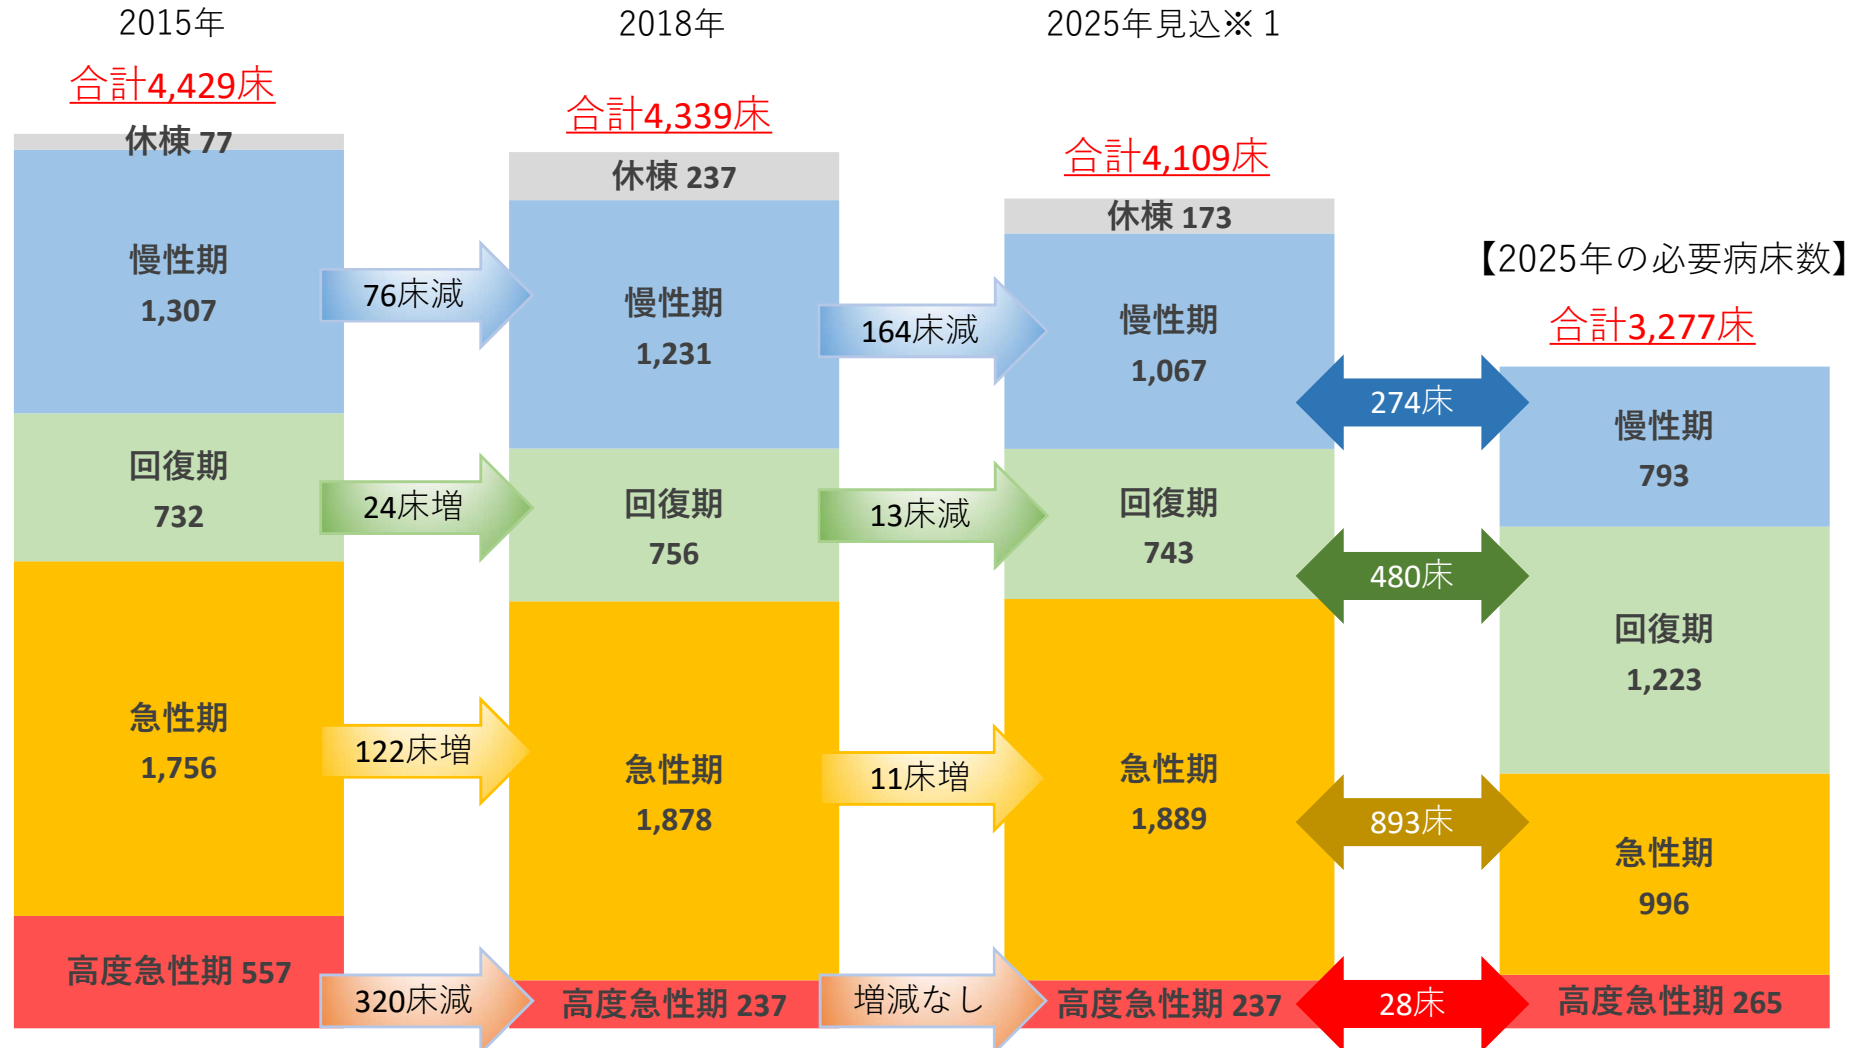 2015年
合計4,429床
休棟 77
慢性期
1,307
回復期
732
急性期
1,756
高度急性期 557
76床減
24床増
122床増
320床減
2018年
合計4,339床
休棟 237
慢性期
1,231
回復期
756
急性期
1,878
高度急性期 237
164床減
13床減
11床増
増減なし
2025年見込※1
合計4,109床
休棟 173
慢性期
1,067
回復期
743
急性期
1,889
高度急性期 237
274床
480床
893床
28床
【2025年の必要病床数】
合計3,277床
慢性期
793
回復期
1,223
急性期
996
高度急性期 265